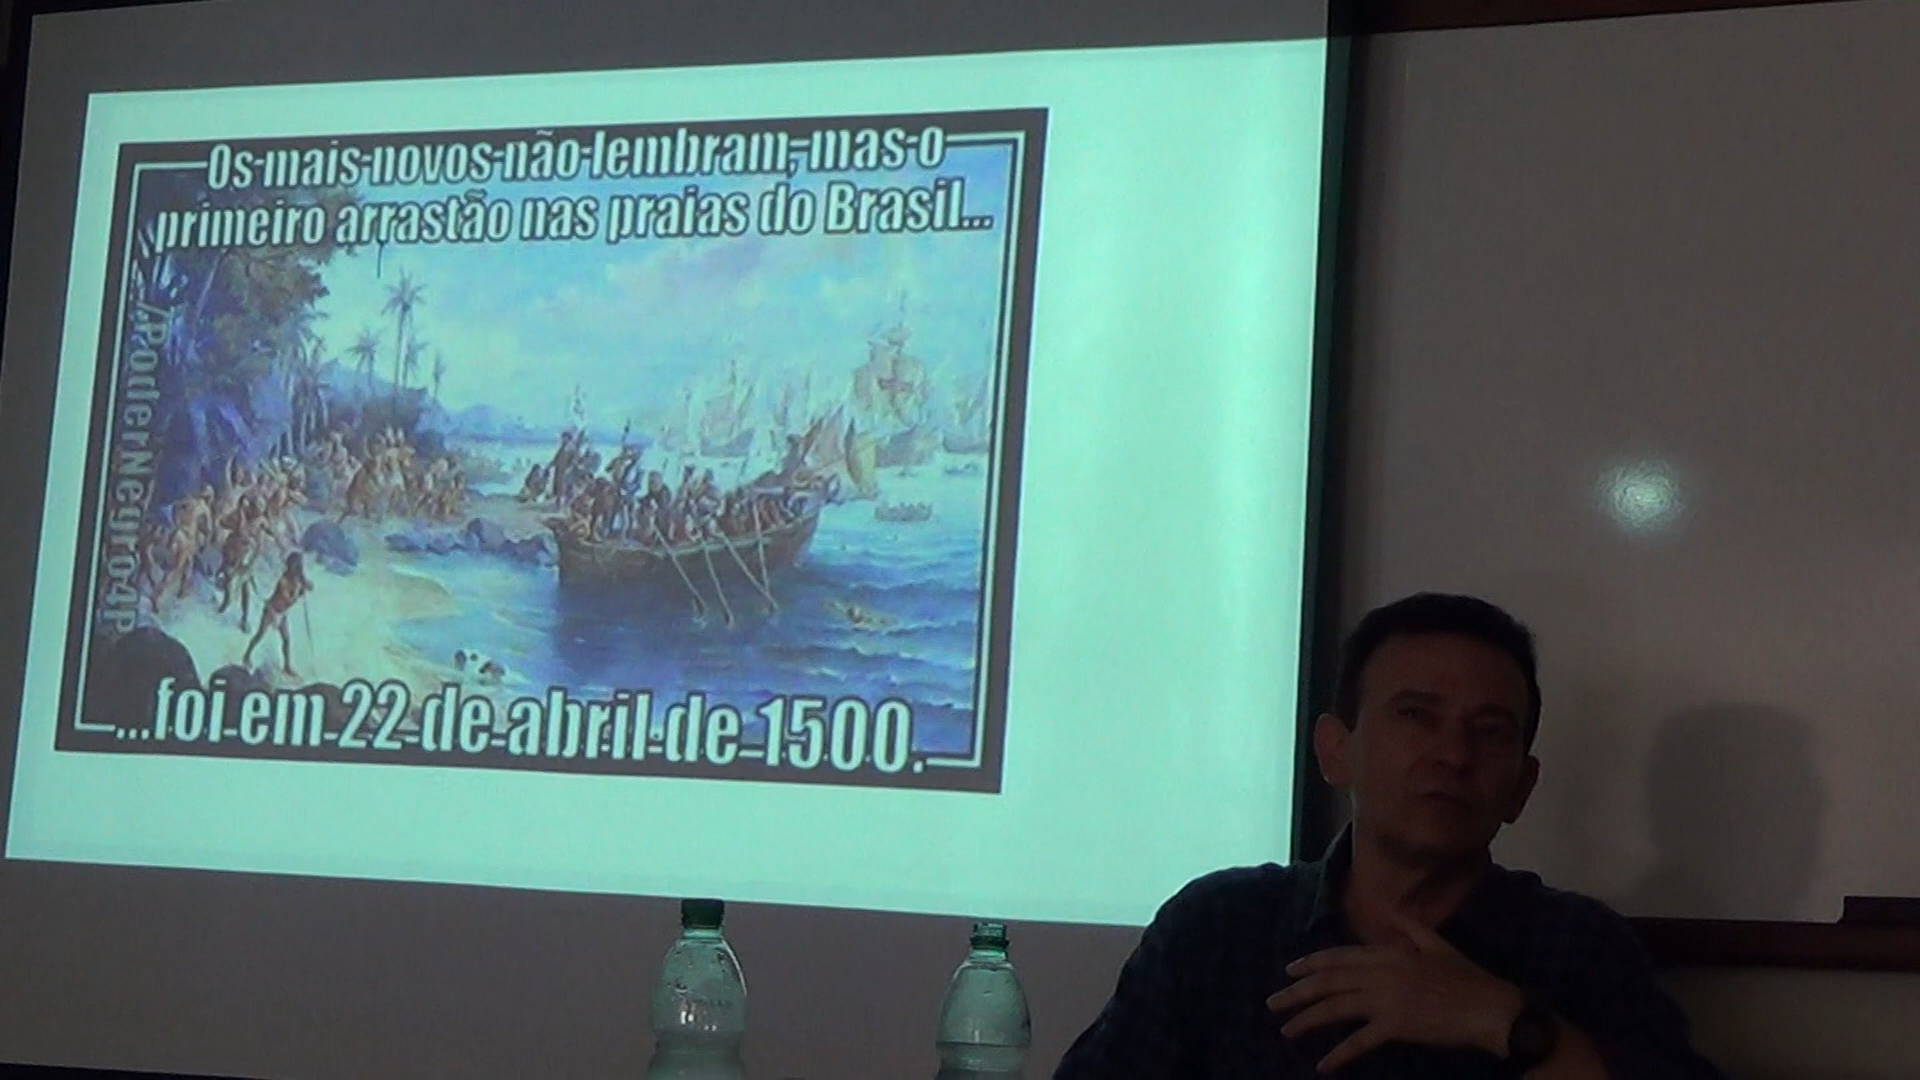 Os mais novos não lembram, mas o
primeiro arrastão nas praias do Brasil...
/PoderNegro4P
...foi em 22 de abril de 1500.